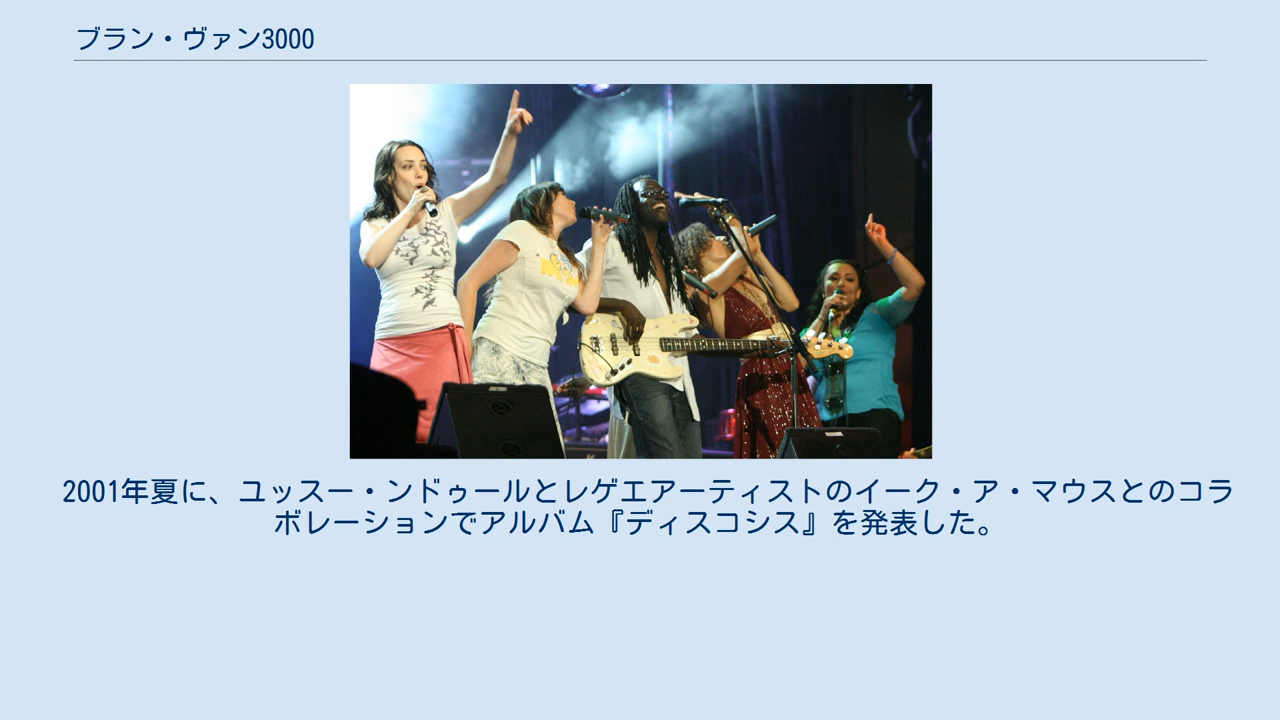 ブラン・ヴァン3000
2001年夏に、ユッスー・ンドゥールとレゲエアーティストのイーク・ア・マウスとのコラ
ボレーションでアルバム『ディスコシス』を発表した。